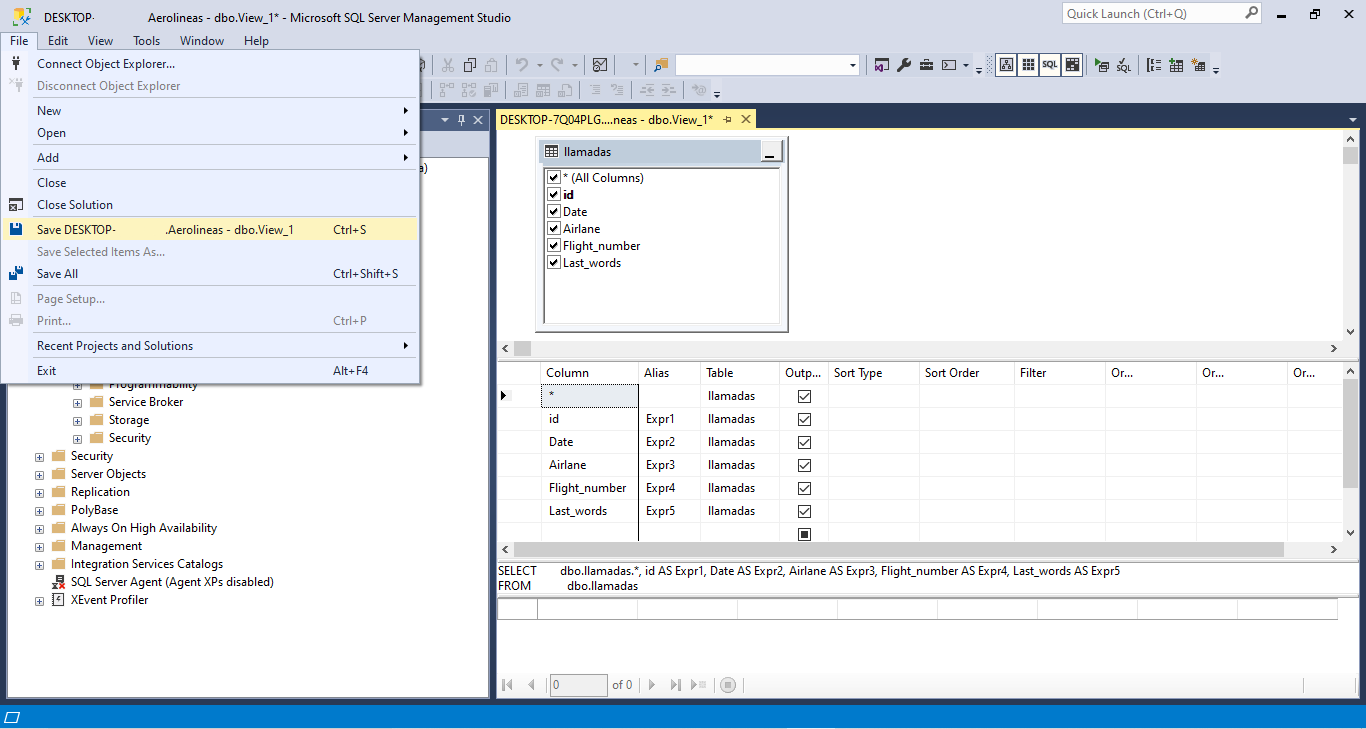 DESKTOP- Aerolineas - dbo.View_1* - Microsoft SQL Server Management Studio
Quick Launch (Ctrl+Q)
File Edit View Tools Window Help
Connect Object Explorer...
Disconnect Object Explorer
New
Open
Add
Close
Close Solution
Save DESKTOP- .Aerolineas - dbo.View_1 Ctrl+S
Save Selected Items As...
Save All Ctrl+Shift+S
Page Setup...
Print... Ctrl+P
Recent Projects and Solutions
Exit Alt+F4
SQL
SQL
a)
Programmability
Service Broker
Storage
Security
Security
Server Objects
Replication
PolyBase
Always On High Availability
Management
Integration Services Catalogs
SQL Server Agent (Agent XPs disabled)
XEvent Profiler
DESKTOP-7Q04PLG....neas - dbo.View_1*
llamadas
* (All Columns)
id
Date
Airlane
Flight_number
Last_words
Column Alias Table Outp... Sort Type Sort Order Filter Or... Or... Or...
* llamadas
id Expr1 llamadas
Date Expr2 llamadas
Airlane Expr3 llamadas
Flight_number Expr4 llamadas
Last_words Expr5 llamadas
SELECT dbo.llamadas.*, id AS Expr1, Date AS Expr2, Airlane AS Expr3, Flight_number AS Expr4, Last_words AS Expr5
FROM dbo.llamadas
0 of 0